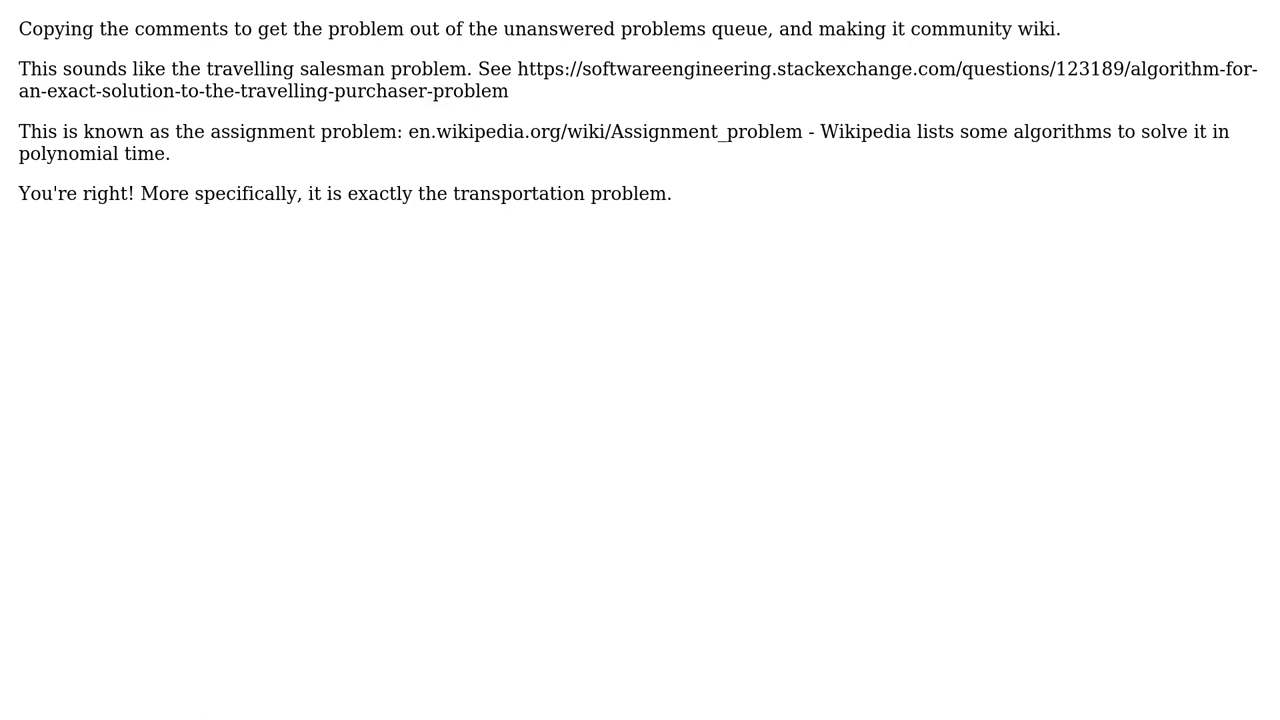 Copying the comments to get the problem out of the unanswered problems queue, and making it community wiki.
This sounds like the travelling salesman problem. See https://softwareengineering.stackexchange.com/questions/123189/algorithm-for-
an-exact-solution-to-the-travelling-purchaser-problem
This is known as the assignment problem: en.wikipedia.org/wiki/Assignment_problem - Wikipedia lists some algorithms to solve it in
polynomial time.
You're right! More specifically, it is exactly the transportation problem.